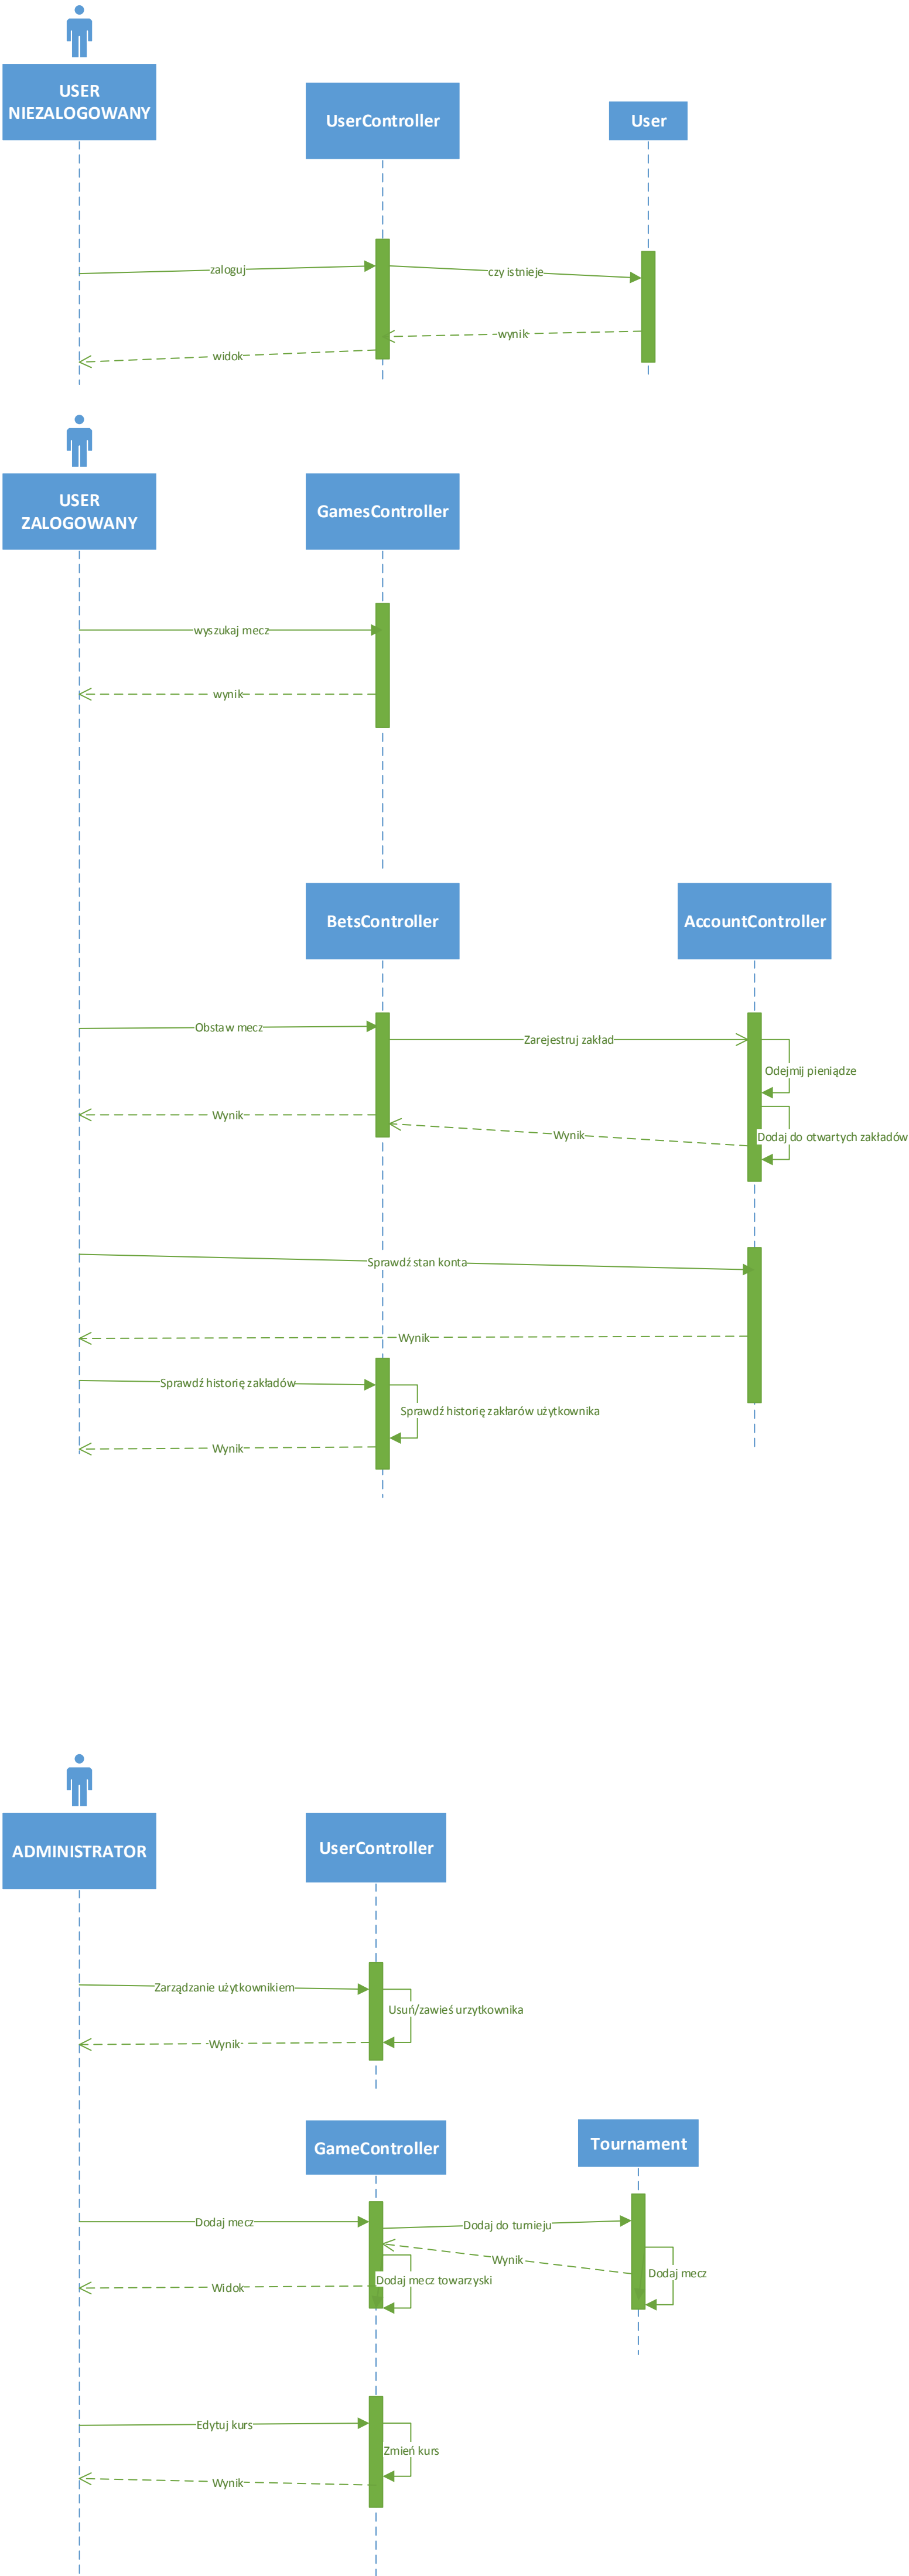 USER
NIEZALOGOWANY
UserController
User
zaloguj
czy istnieje
wynik
widok
USER
ZALOGOWANY
GamesController
wyszukaj mecz
wynik
BetsController
AccountController
Obstaw mecz
Zarejestruj zakład
Odejmij pieniądze
Wynik
Wynik
Dodaj do otwartych zakładów
Sprawdź stan konta
Wynik
Sprawdź historię zakładów
Sprawdź historię zakłarów użytkownika
Wynik
ADMINISTRATOR
UserController
Zarządzanie użytkownikiem
Usuń/zawieś urzytkownika
Wynik
GameController
Tournament
Dodaj mecz
Dodaj do turnieju
Wynik
Dodaj mecz
Dodaj mecz towarzyski
Widok
Edytuj kurs
Zmień kurs
Wynik